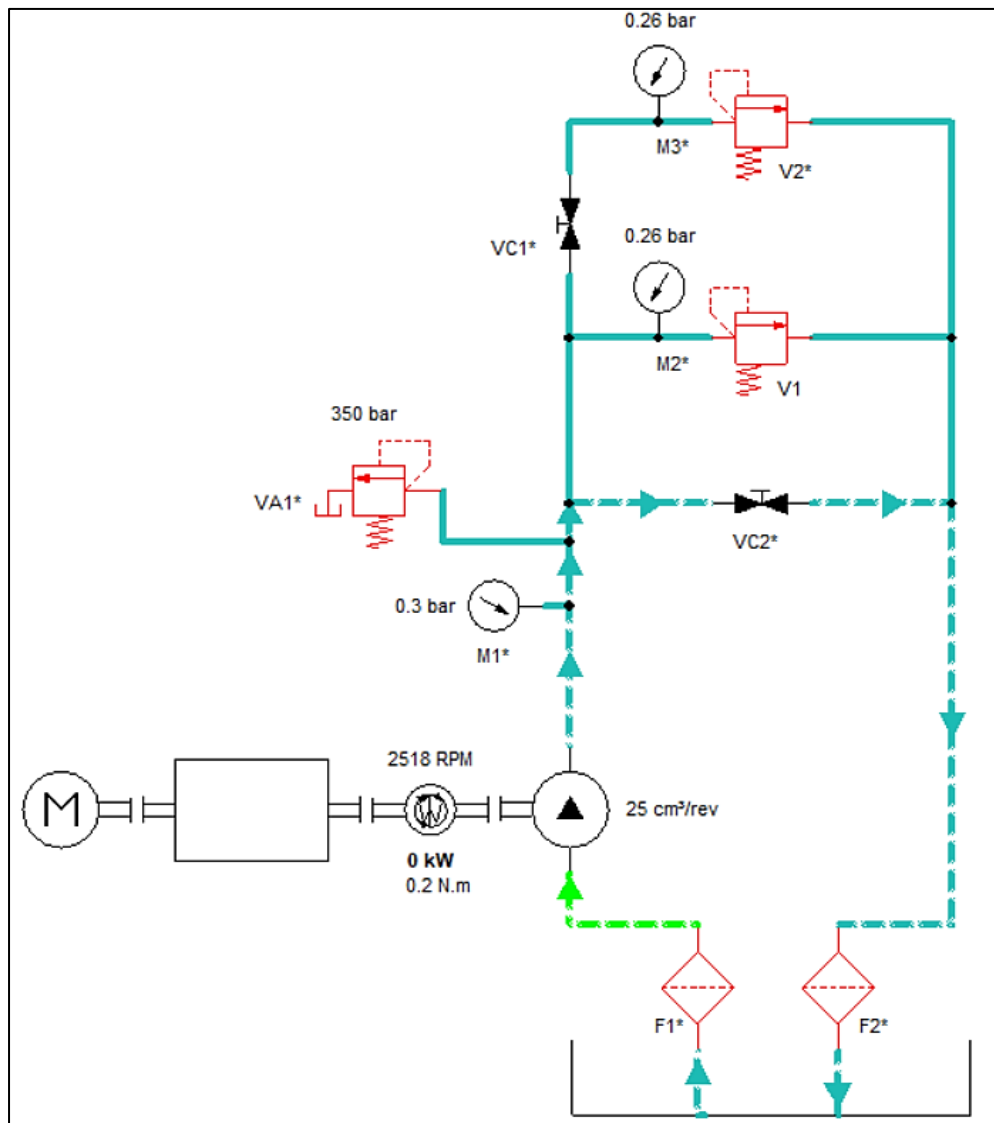 0.26 bar
M3*
V2*
0.26 bar
VC1*
M2*
V1
350 bar
VA1*
VC2*
0.3 bar
M1*
2518 RPM
M
25 cm³/rev
0 kW
0.2 N.m
F1*
F2*